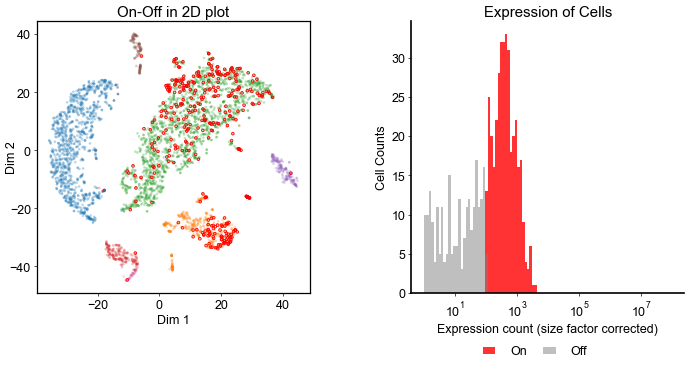 On-Off in 2D plot
40
20
0
−20
−40
Dim 2
−20
0
20
40
Dim 1
Expression of Cells
30
25
20
15
10
5
0
Cell Counts
10^1
10^3
10^5
10^7
Expression count (size factor corrected)
On
Off